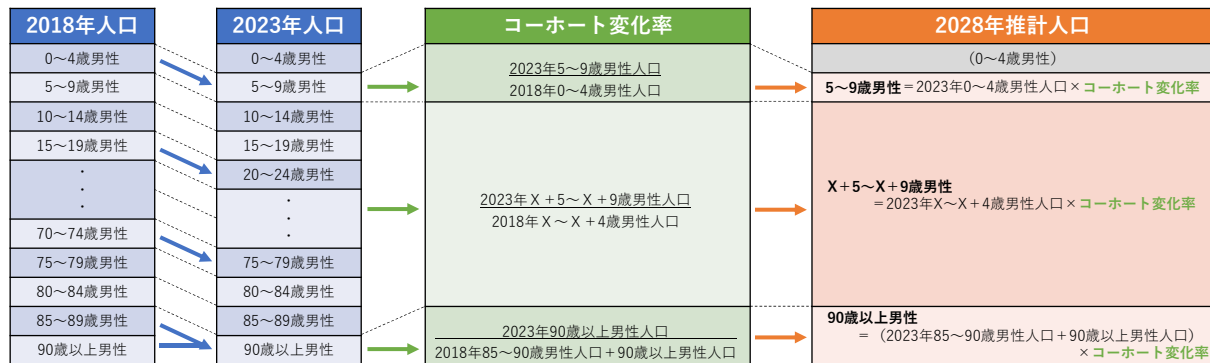 2018年人口
0～4歳男性
5～9歳男性
10～14歳男性
15～19歳男性
・
・
・
70～74歳男性
75～79歳男性
80～84歳男性
85～89歳男性
90歳以上男性
2023年人口
0～4歳男性
5～9歳男性
10～14歳男性
15～19歳男性
20～24歳男性
・
・
・
75～79歳男性
80～84歳男性
85～89歳男性
90歳以上男性
コーホート変化率
2023年5～9歳男性人口
2018年0～4歳男性人口
2023年X＋5～X＋9歳男性人口
2018年X～X＋4歳男性人口
2023年90歳以上男性人口
2018年85～90歳男性人口＋90歳以上男性人口
2028年推計人口
（0～4歳男性）
5～9歳男性＝2023年0～4歳男性人口×コーホート変化率
X＋5～X＋9歳男性
＝2023年X～X＋4歳男性人口×コーホート変化率
90歳以上男性
＝（2023年85～90歳男性人口＋90歳以上男性人口）
×コーホート変化率